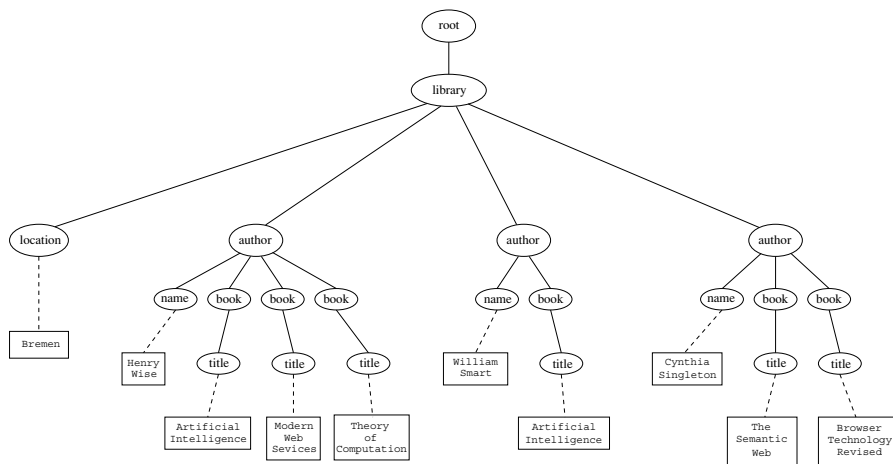 root
library
location
author
author
author
name
book
book
book
name
book
name
book
book
Bremen
Henry
Wise
title
title
title
William
Smart
title
Cynthia
Singleton
title
title
Artificial
Intelligence
Modern
Web
Sevices
Theory
of
Computation
Artificial
Intelligence
The
Semantic
Web
Browser
Technology
Revised